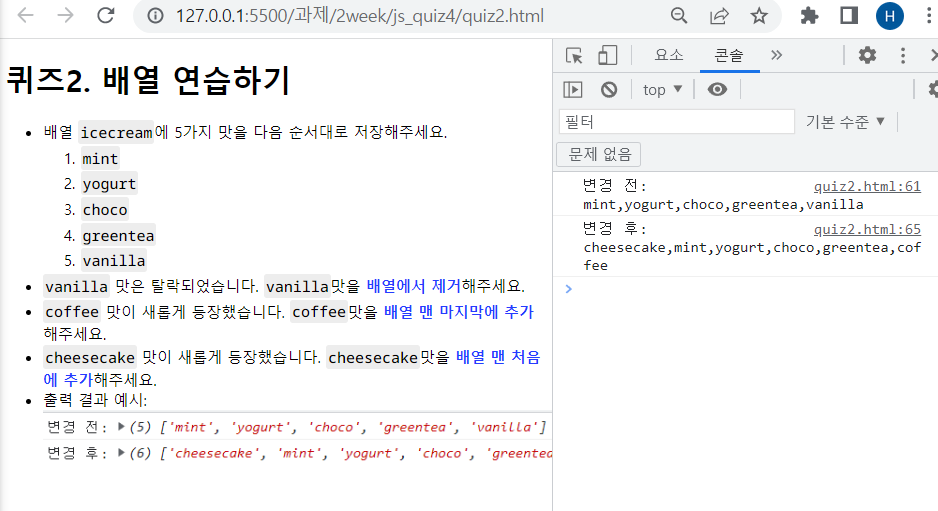 127.0.0.1:5500/과제/2week/js_quiz4/quiz2.html
H
퀴즈2. 배열 연습하기
배열 icecream에 5가지 맛을 다음 순서대로 저장해주세요.
1. mint
2. yogurt
3. choco
4. greentea
5. vanilla
vanilla 맛은 탈락되었습니다. vanilla맛을 배열에서 제거해주세요.
coffee 맛이 새롭게 등장했습니다. coffee맛을 배열 맨 마지막에 추가
해주세요.
cheesecake 맛이 새롭게 등장했습니다. cheesecake맛을 배열 맨 처음
에 추가해주세요.
출력 결과 예시:
변경 전: ▶(5) ['mint', 'yogurt', 'choco', 'greentea', 'vanilla']
변경 후: ▶(6) ['cheesecake', 'mint', 'yogurt', 'choco', 'greentea
요소 콘솔 »
top ▼
필터 기본 수준 ▼
문제 없음
변경 전: quiz2.html:61
mint,yogurt,choco,greentea,vanilla
변경 후: quiz2.html:65
cheesecake,mint,yogurt,choco,greentea,cof
fee
>